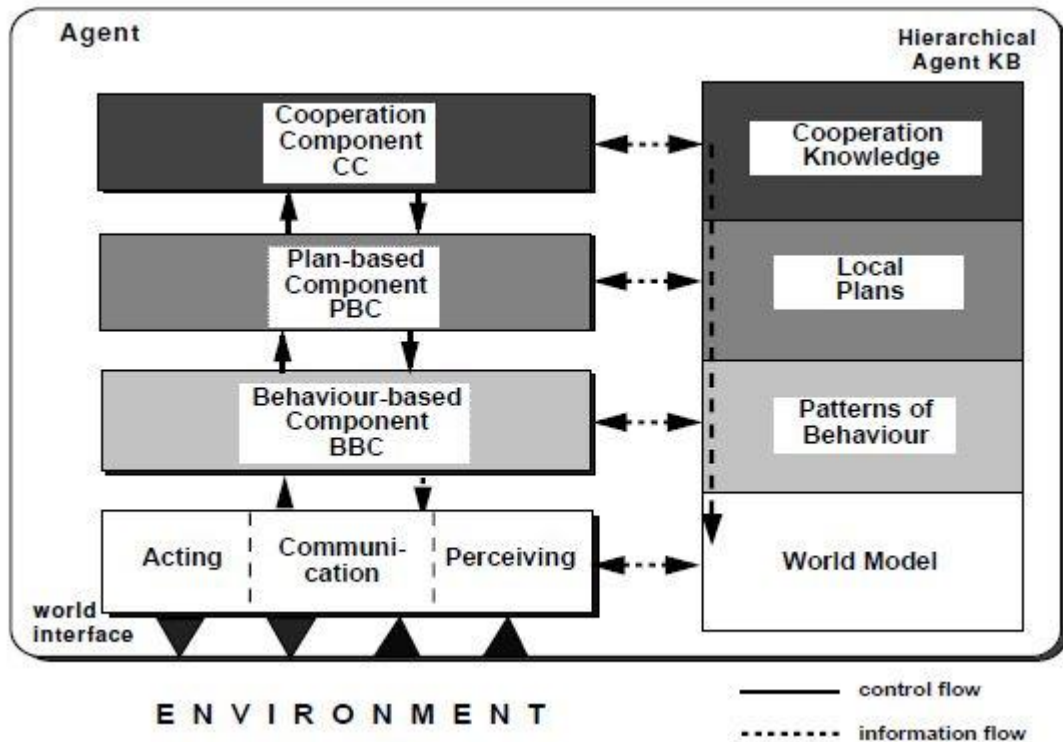 Agent
Hierarchical
Agent KB
Cooperation
Component
CC
Cooperation
Knowledge
Plan-based
Component
PBC
Local
Plans
Behaviour-based
Component
BBC
Patterns of
Behaviour
Acting
Communi-
cation
Perceiving
World Model
world
interface
ENVIRONMENT
control flow
information flow